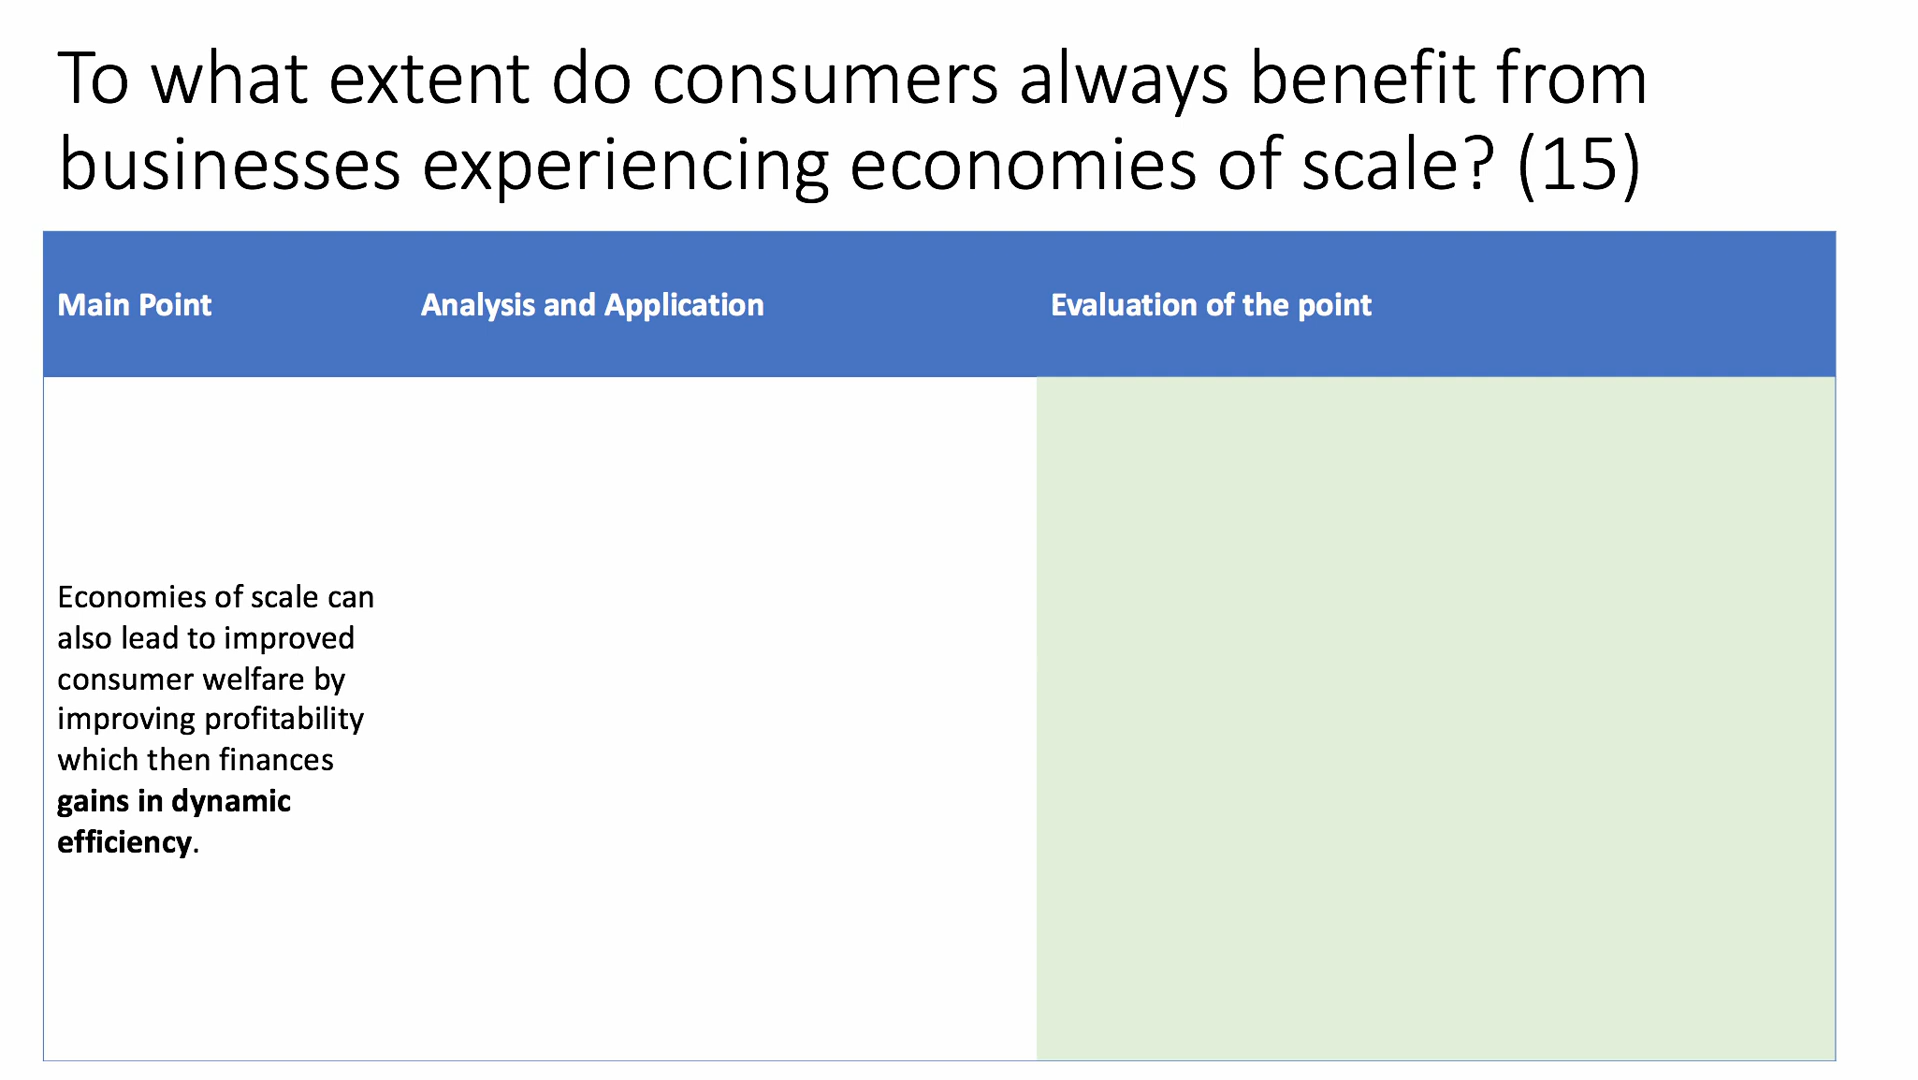 To what extent do consumers always benefit from
businesses experiencing economies of scale? (15)
Main Point
Analysis and Application
Evaluation of the point
Economies of scale can
also lead to improved
consumer welfare by
improving profitability
which then finances
gains in dynamic
efficiency.